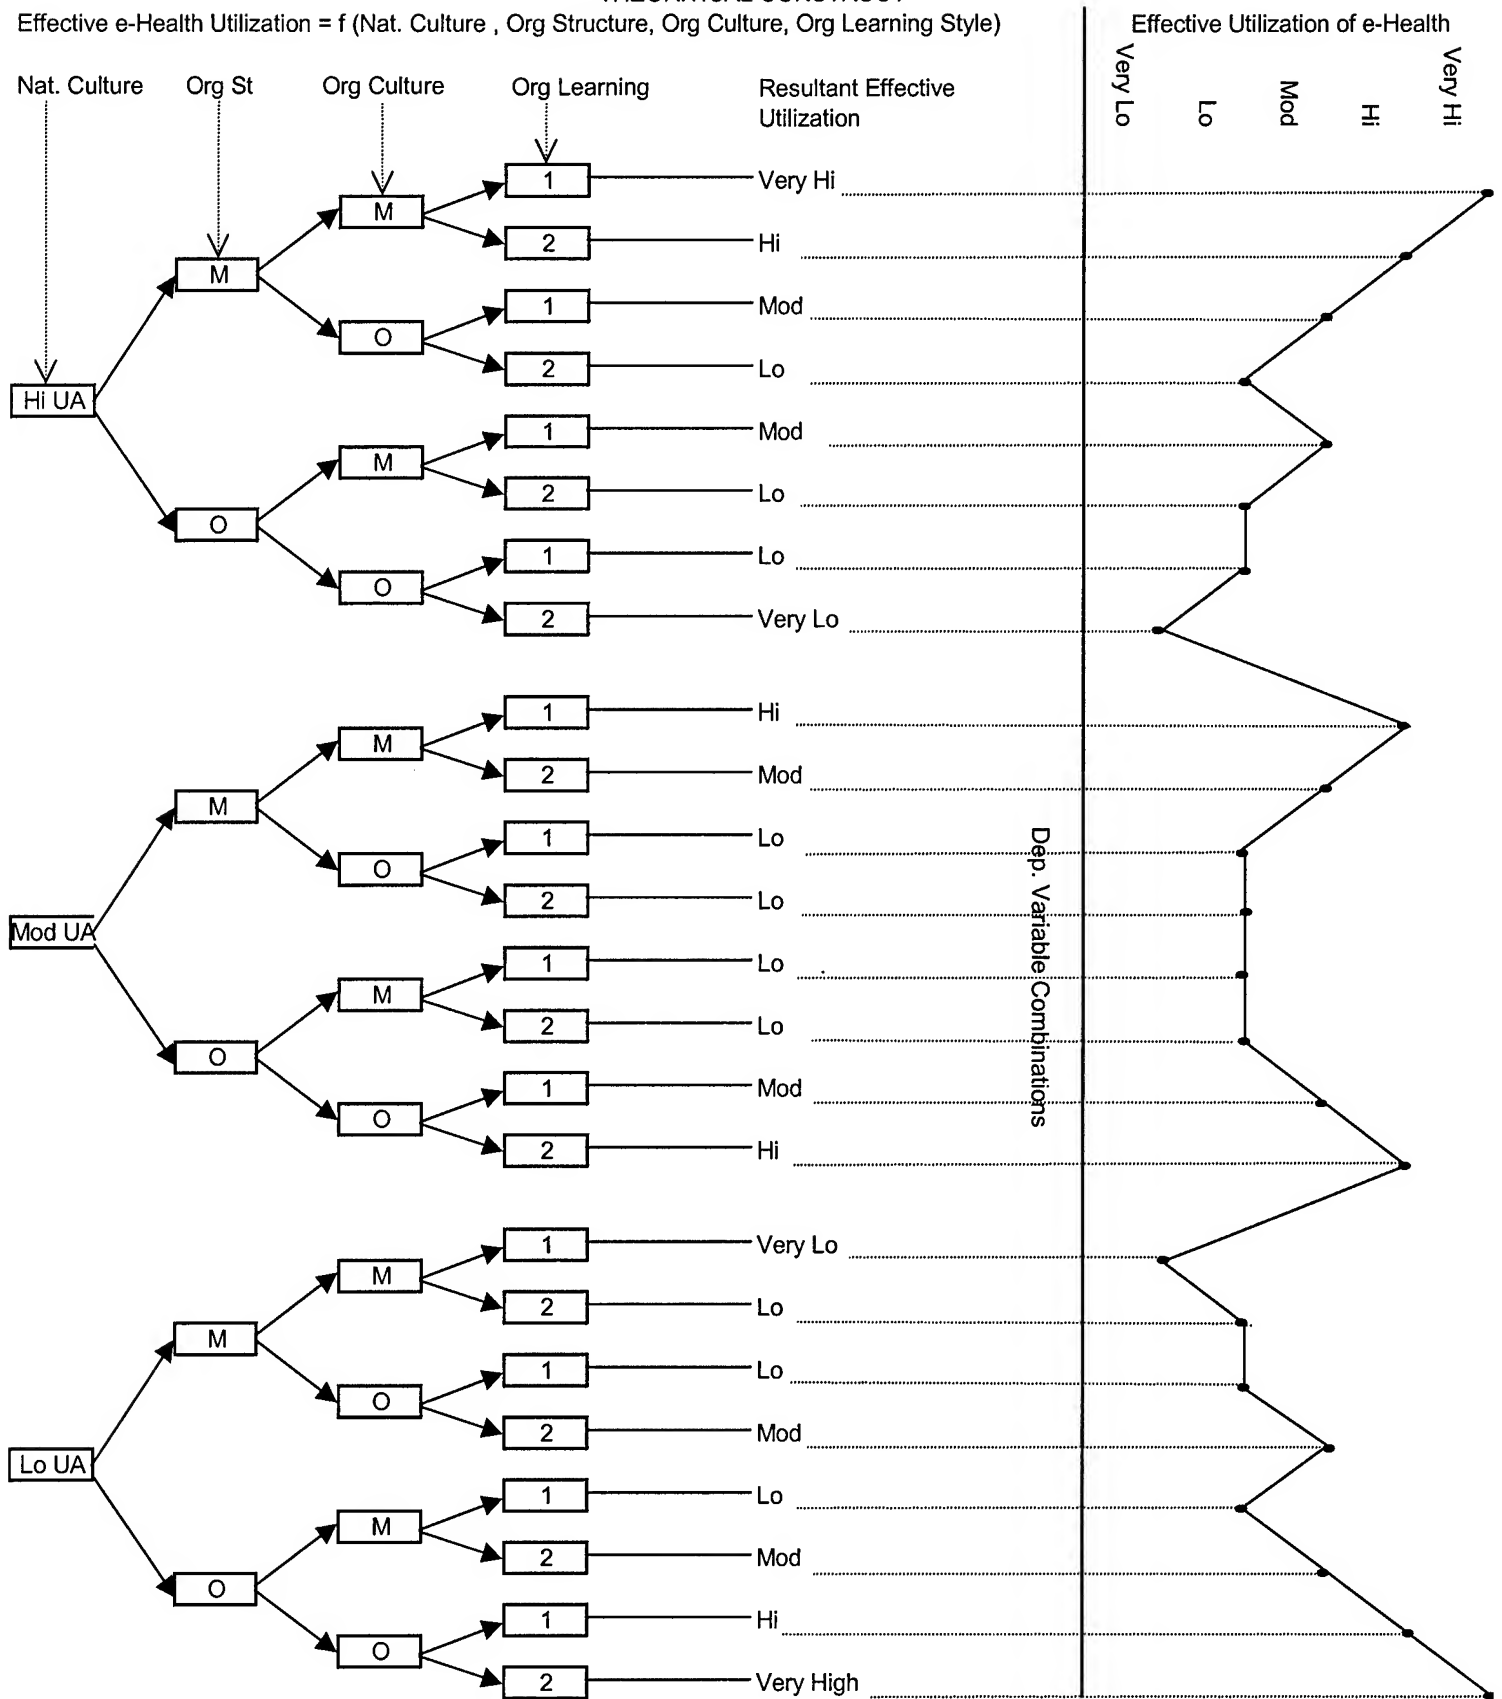 Effective e-Health Utilization = f (Nat. Culture , Org Structure, Org Culture, Org Learning Style)
Effective Utilization of e-Health
Very Lo
Lo
Mod
Hi
Very Hi
Nat. Culture
Org St
Org Culture
Org Learning
Resultant Effective
Utilization
1
Very Hi
M
2
Hi
M
1
Mod
O
2
Lo
Hi UA
1
Mod
M
2
Lo
O
1
Lo
O
2
Very Lo
1
Hi
M
2
Mod
M
1
Lo
O
2
Lo
Mod UA
1
Lo
M
2
Lo
O
1
Mod
O
2
Hi
Dep. Variable Combinations
1
Very Lo
M
2
Lo
M
1
Lo
O
2
Mod
Lo UA
1
Lo
M
2
Mod
O
1
Hi
O
2
Very High